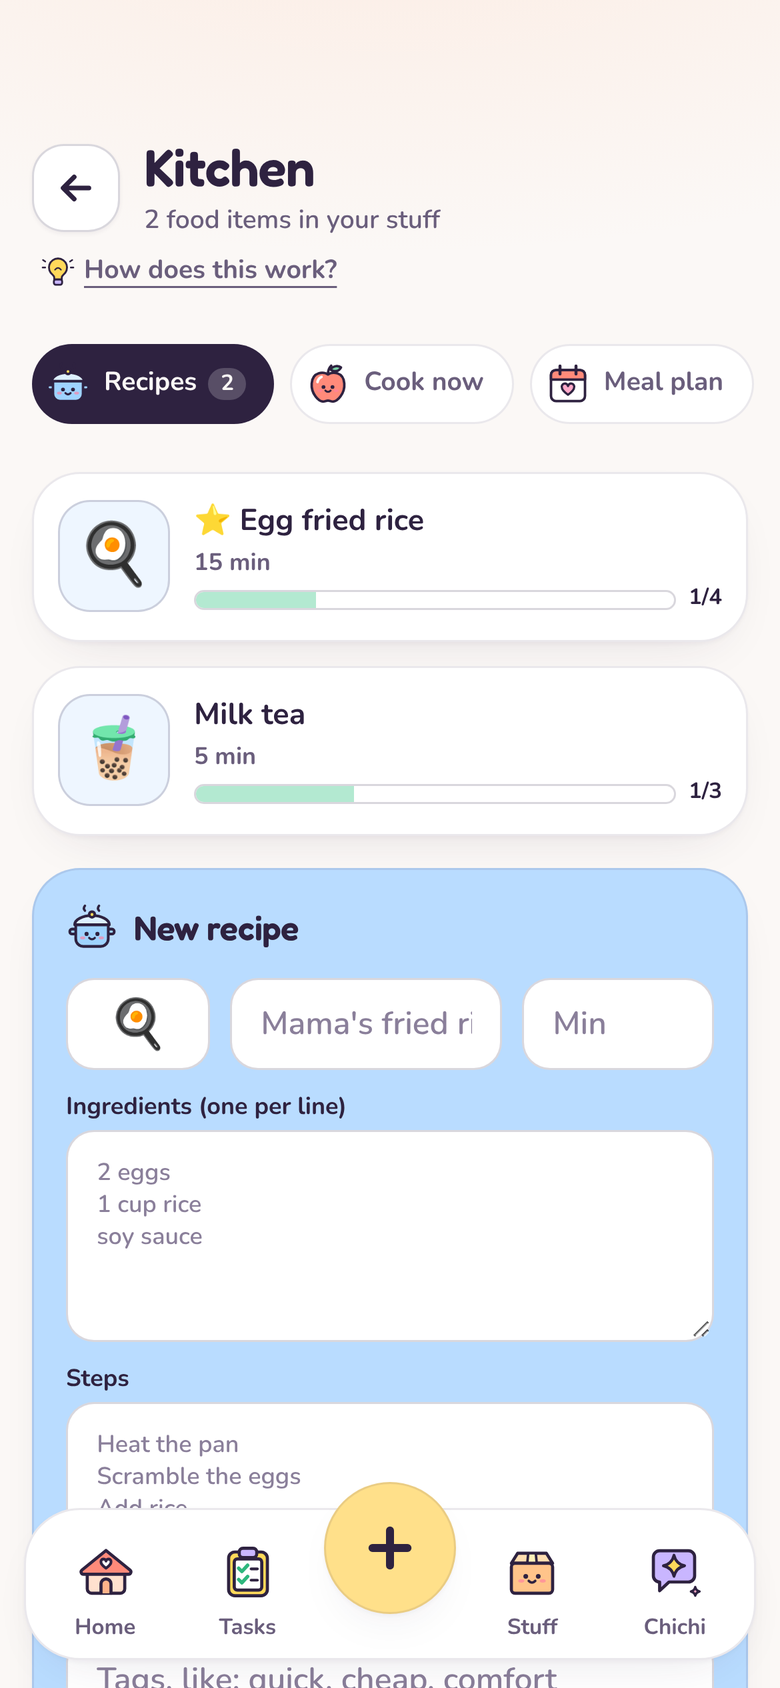 Kitchen
2 food items in your stuff
How does this work?
Recipes 2
Cook now
Meal plan
Egg fried rice
15 min
1/4
Milk tea
5 min
1/3
New recipe
Mama's fried ri
Min
Ingredients (one per line)
2 eggs
1 cup rice
soy sauce
Steps
Heat the pan
Scramble the eggs
Add rice
Home
Tasks
Stuff
Chichi
Tags, like: quick, cheap, comfort